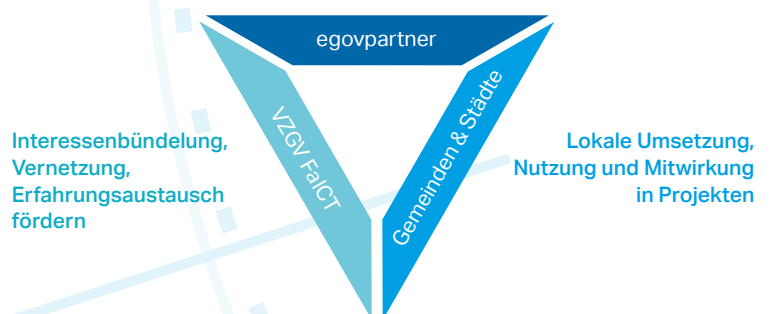 egovpartner
VZGV FaICT
Gemeinden & Städte
Interessenbündelung,
Vernetzung,
Erfahrungsaustausch
fördern
Lokale Umsetzung,
Nutzung und Mitwirkung
in Projekten